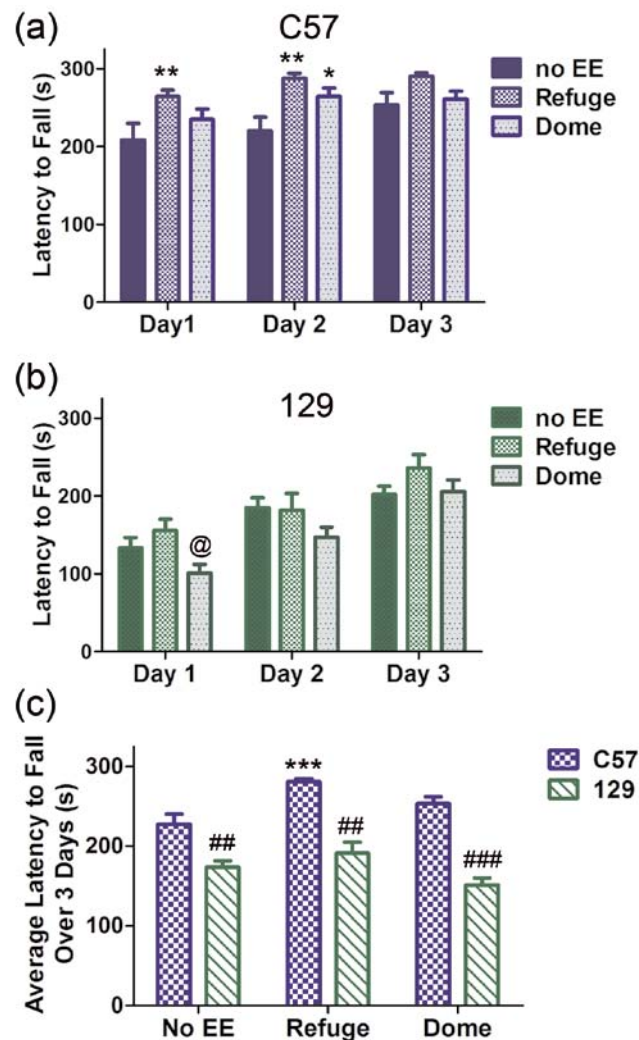 (a) C57
300
200
100
0
Latency to Fall (s)
** ** *
no EE
Refuge
Dome
Day1 Day 2 Day 3
(b) 129
300
200
100
0
Latency to Fall (s)
@
no EE
Refuge
Dome
Day 1 Day 2 Day 3
(c)
300
200
100
0
Average Latency to Fall
Over 3 Days (s)
## *** ## ###
C57
129
No EE Refuge Dome